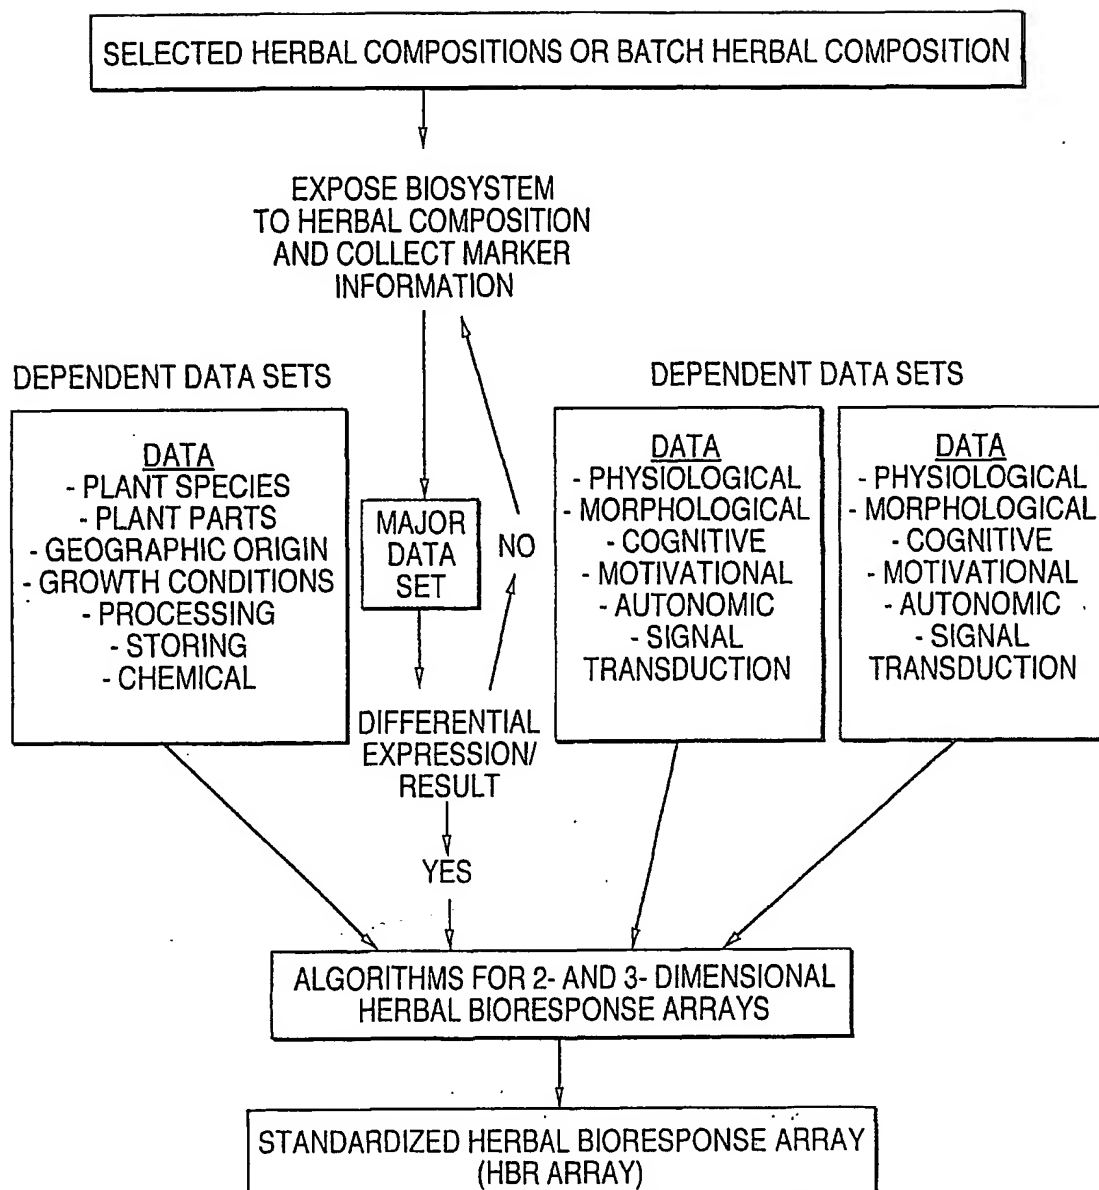 SELECTED HERBAL COMPOSITIONS OR BATCH HERBAL COMPOSITION
EXPOSE BIOSYSTEM
TO HERBAL COMPOSITION
AND COLLECT MARKER
INFORMATION
DEPENDENT DATA SETS
DATA
- PLANT SPECIES
- PLANT PARTS
- GEOGRAPHIC ORIGIN
- GROWTH CONDITIONS
- PROCESSING
- STORING
- CHEMICAL
MAJOR
DATA
SET
NO
DIFFERENTIAL
EXPRESSION/
RESULT
YES
DEPENDENT DATA SETS
DATA
- PHYSIOLOGICAL
- MORPHOLOGICAL
- COGNITIVE
- MOTIVATIONAL
- AUTONOMIC
- SIGNAL
TRANSDUCTION
DATA
- PHYSIOLOGICAL
- MORPHOLOGICAL
- COGNITIVE
- MOTIVATIONAL
- AUTONOMIC
- SIGNAL
TRANSDUCTION
ALGORITHMS FOR 2- AND 3- DIMENSIONAL
HERBAL BIORESPONSE ARRAYS
STANDARDIZED HERBAL BIORESPONSE ARRAY
(HBR ARRAY)